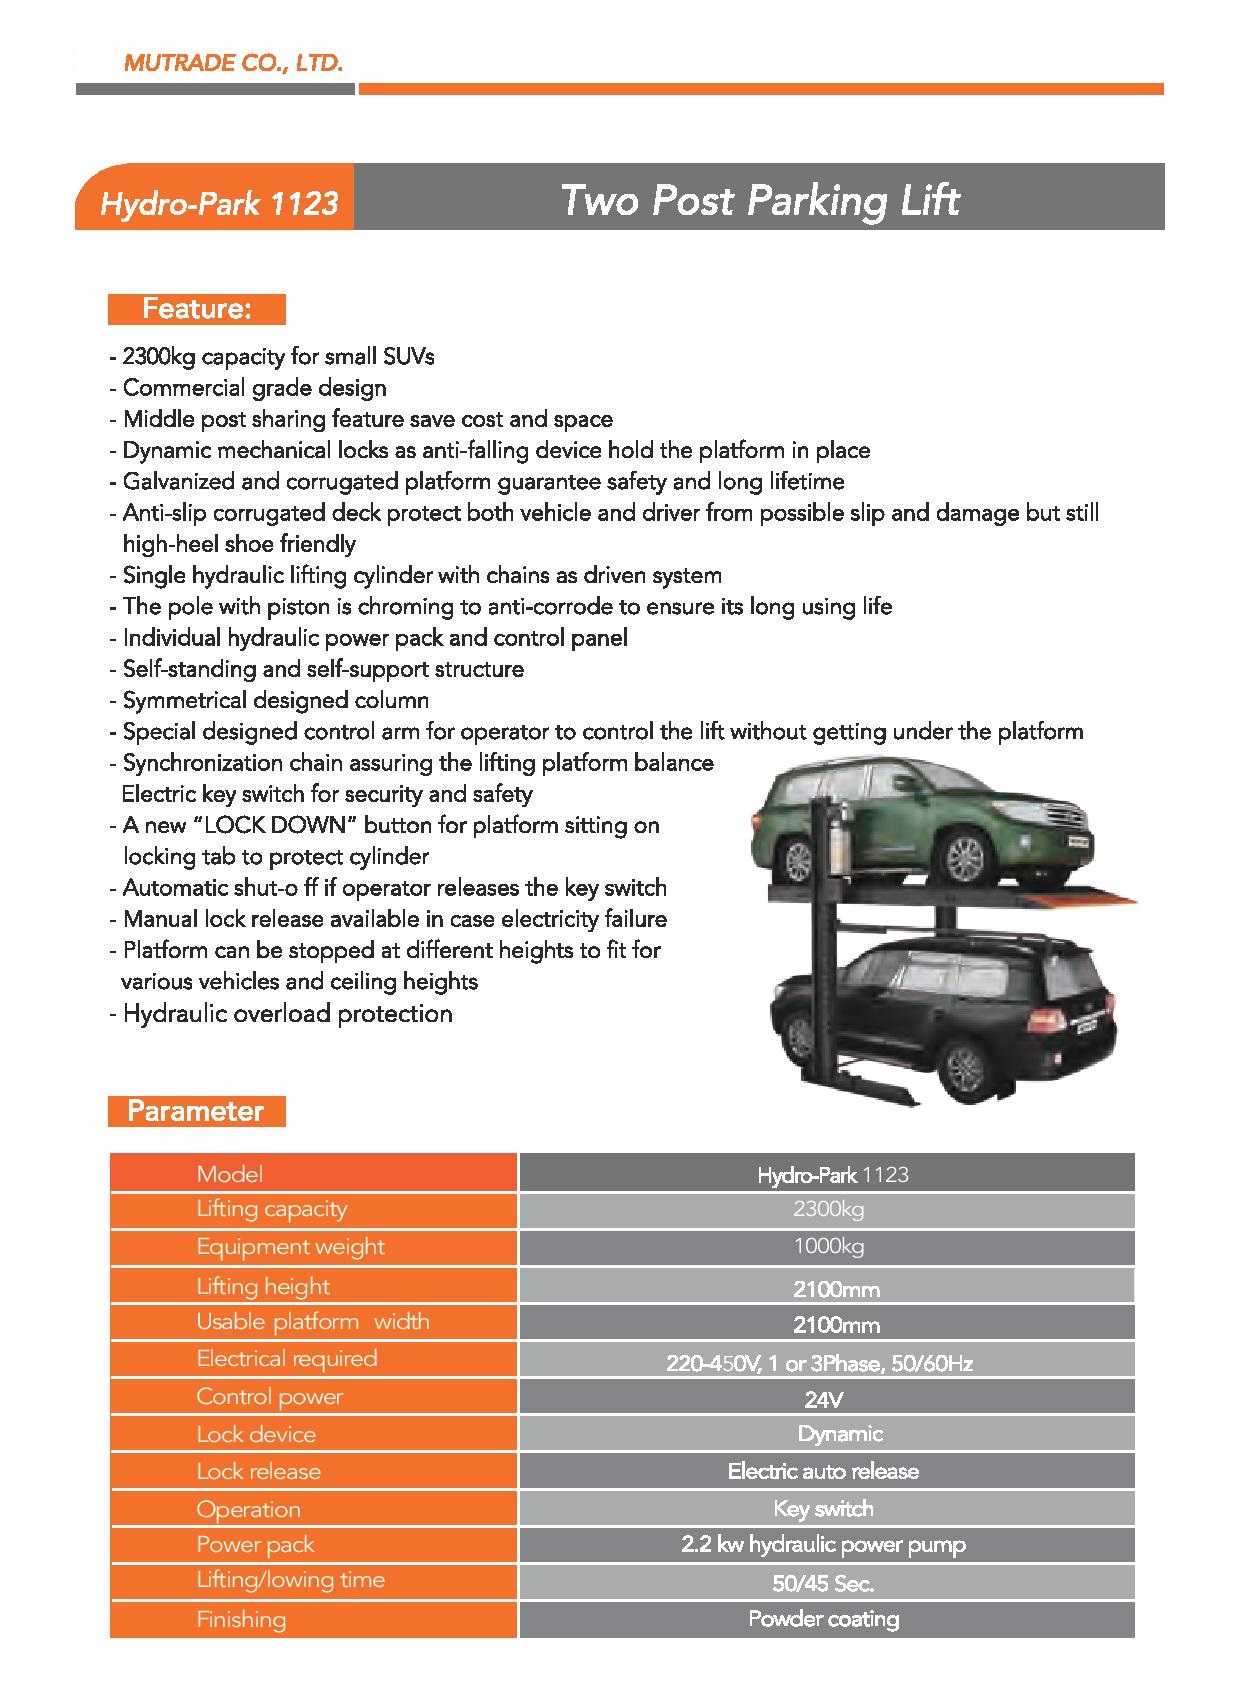 MUTRADE CO., LTD.
Hydro-Park 1123
Two Post Parking Lift
Feature:
- 2300kg capacity for small SUVs
- Commercial grade design
- Middle post sharing feature save cost and space
- Dynamic mechanical locks as anti-falling device hold the platform in place
- Galvanized and corrugated platform guarantee safety and long lifetime
- Anti-slip corrugated deck protect both vehicle and driver from possible slip and damage but still
high-heel shoe friendly
- Single hydraulic lifting cylinder with chains as driven system
- The pole with piston is chroming to anti-corrode to ensure its long using life
- Individual hydraulic power pack and control panel
- Self-standing and self-support structure
- Symmetrical designed column
- Special designed control arm for operator to control the lift without getting under the platform
- Synchronization chain assuring the lifting platform balance
Electric key switch for security and safety
- A new “LOCK DOWN” button for platform sitting on
locking tab to protect cylinder
- Automatic shut-o ff if operator releases the key switch
- Manual lock release available in case electricity failure
- Platform can be stopped at different heights to fit for
various vehicles and ceiling heights
- Hydraulic overload protection
Parameter
Model Hydro-Park 1123
Lifting capacity 2300kg
Equipment weight 1000kg
Lifting height 2100mm
Usable platform width 2100mm
Electrical required 220-450V, 1 or 3Phase, 50/60Hz
Control power 24V
Lock device Dynamic
Lock release Electric auto release
Operation Key switch
Power pack 2.2 kw hydraulic power pump
Lifting/lowing time 50/45 Sec.
Finishing Powder coating